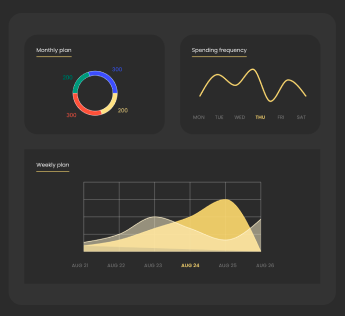 Monthly plan
Spending frequency
200
300
200
300
MON TUE WED THU FRI SAT
Weekly plan
AUG 21 AUG 22 AUG 23 AUG 24 AUG 25 AUG 26